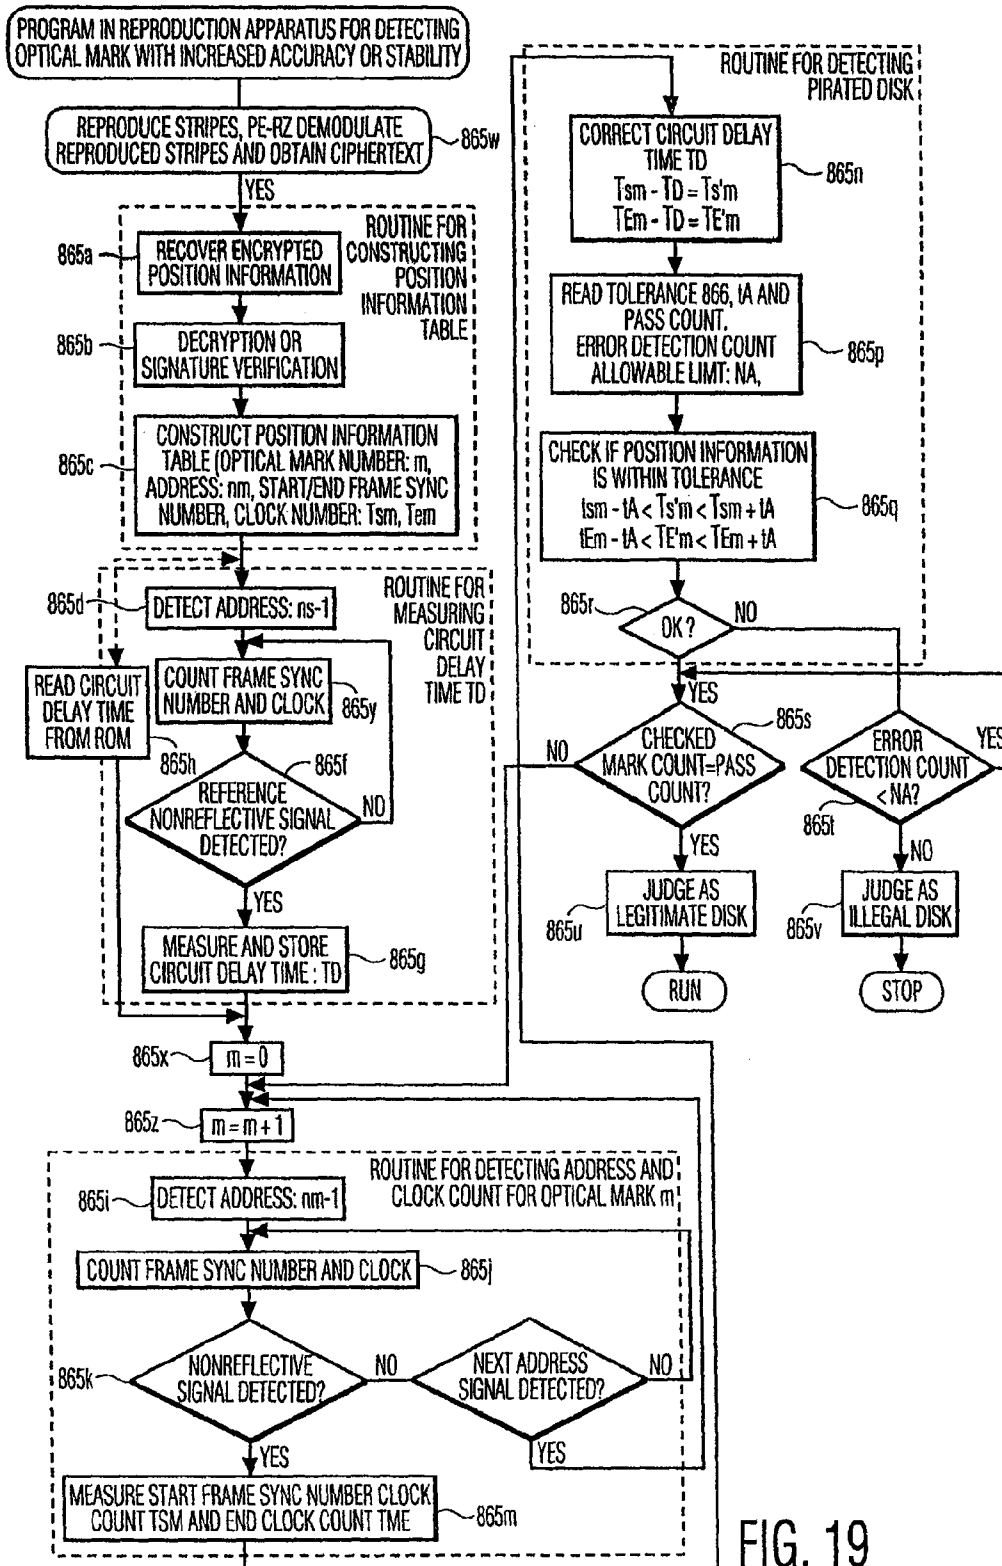 PROGRAM IN REPRODUCTION APPARATUS FOR DETECTING
OPTICAL MARK WITH INCREASED ACCURACY OR STABILITY
REPRODUCE STRIPES, PE-RZ DEMODULATE
REPRODUCED STRIPES AND OBTAIN CIPHERTEXT
865w
YES
ROUTINE FOR
CONSTRUCTING
POSITION
INFORMATION
TABLE
865a
RECOVER ENCRYPTED
POSITION INFORMATION
865b
DECRYPTION OR
SIGNATURE VERIFICATION
865c
CONSTRUCT POSITION INFORMATION
TABLE (OPTICAL MARK NUMBER: m,
ADDRESS: nm, START/END FRAME SYNC
NUMBER, CLOCK NUMBER: Tsm, Tem
ROUTINE FOR
MEASURING
CIRCUIT
DELAY
TIME TD
865d
DETECT ADDRESS: ns-1
READ CIRCUIT
DELAY TIME
FROM ROM
865h
COUNT FRAME SYNC
NUMBER AND CLOCK
865y
865f
REFERENCE
NONREFLECTIVE SIGNAL
DETECTED?
NO
YES
MEASURE AND STORE
CIRCUIT DELAY TIME : TD
865g
865x
m = 0
865z
m = m + 1
ROUTINE FOR DETECTING ADDRESS AND
CLOCK COUNT FOR OPTICAL MARK m
865i
DETECT ADDRESS: nm-1
COUNT FRAME SYNC NUMBER AND CLOCK
865j
865k
NONREFLECTIVE
SIGNAL DETECTED?
NO
NEXT ADDRESS
SIGNAL DETECTED?
NO
YES
YES
MEASURE START FRAME SYNC NUMBER CLOCK
COUNT TSM AND END CLOCK COUNT TME
865m
ROUTINE FOR DETECTING
PIRATED DISK
CORRECT CIRCUIT DELAY
TIME TD
Tsm - TD = Ts'm
TEm - TD = TE'm
865n
READ TOLERANCE 866, tA AND
PASS COUNT.
ERROR DETECTION COUNT
ALLOWABLE LIMT: NA,
865p
CHECK IF POSITION INFORMATION
IS WITHIN TOLERANCE
tsm - tA < Ts'm < Tsm + tA
tEm - tA < TE'm < TEm + tA
865q
865r
OK?
NO
YES
865s
CHECKED
MARK COUNT=PASS
COUNT?
NO
YES
ERROR
DETECTION COUNT
< NA?
865t
YES
NO
JUDGE AS
LEGITIMATE DISK
865u
JUDGE AS
ILLEGAL DISK
865v
RUN
STOP
FIG. 19